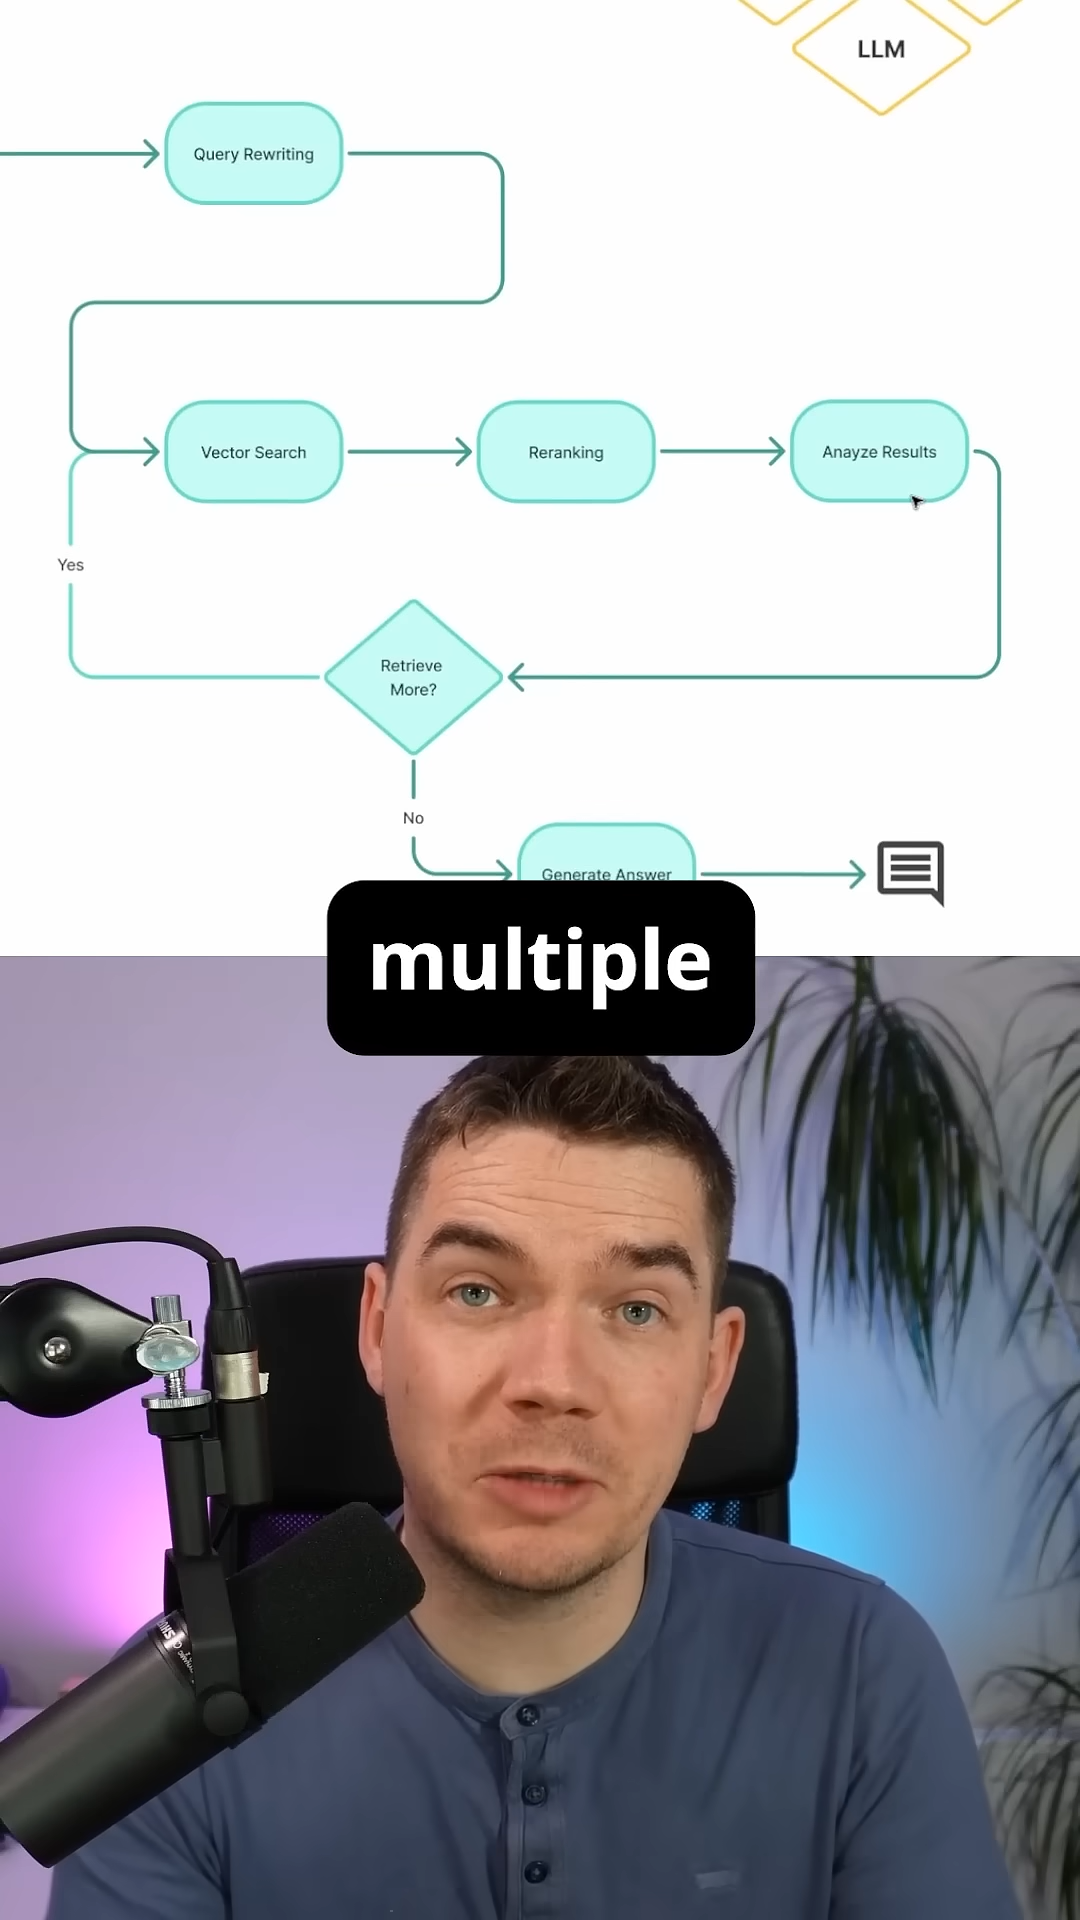 LLM
Query Rewriting
Vector Search
Reranking
Anayze Results
Yes
Retrieve
More?
No
Generate Answer
multiple